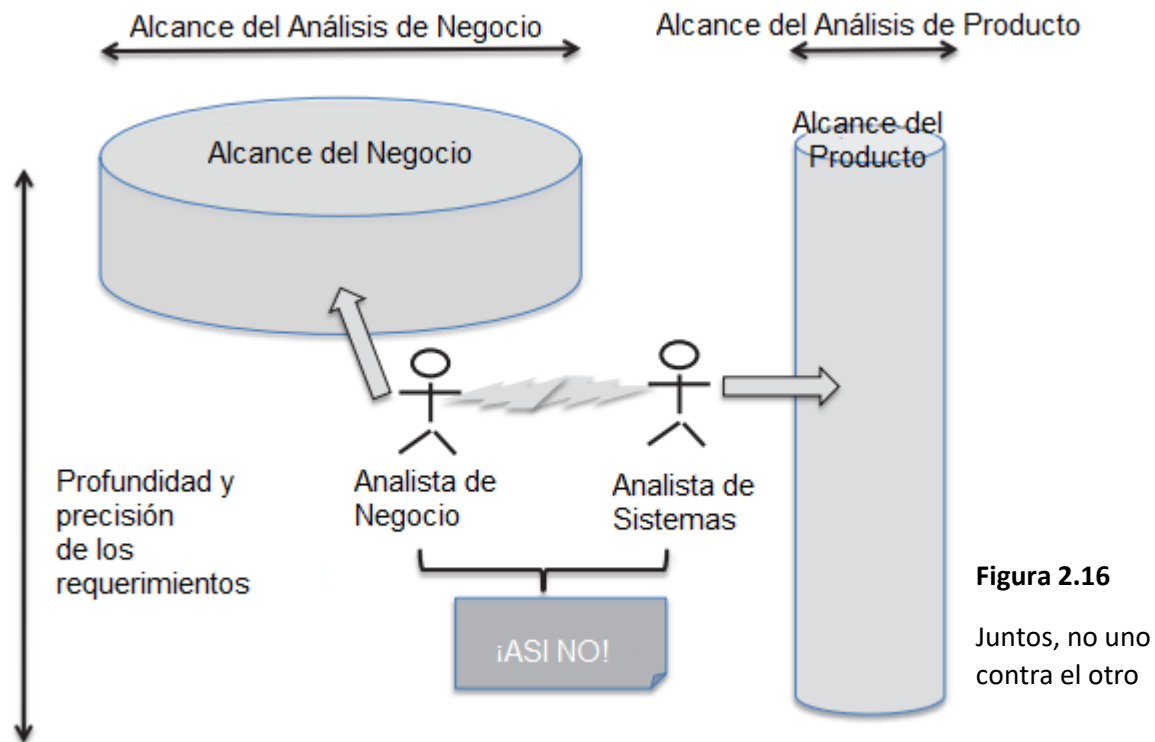 Alcance del Análisis de Negocio
Alcance del Análisis de Producto
Alcance del Negocio
Alcance del
Producto
Profundidad y
precisión
de los
requerimientos
Analista de
Negocio
Analista de
Sistemas
¡ASI NO!
Figura 2.16
Juntos, no uno
contra el otro